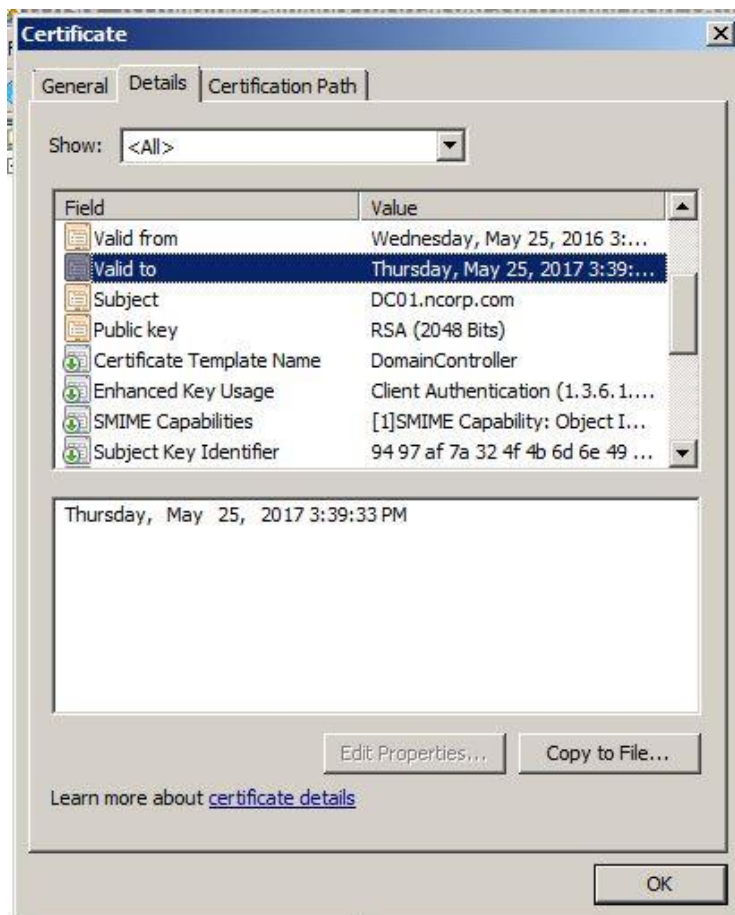 Certificate
General Details Certification Path
Show: <All>
Field Value
Valid from Wednesday, May 25, 2016 3:...
Valid to Thursday, May 25, 2017 3:39:...
Subject DC01.ncorp.com
Public key RSA (2048 Bits)
Certificate Template Name DomainController
Enhanced Key Usage Client Authentication (1.3.6.1....
SMIME Capabilities [1]SMIME Capability: Object I...
Subject Key Identifier 94 97 af 7a 32 4f 4b 6d 6e 49 ...
Thursday, May 25, 2017 3:39:33 PM
Edit Properties... Copy to File...
Learn more about certificate details
OK